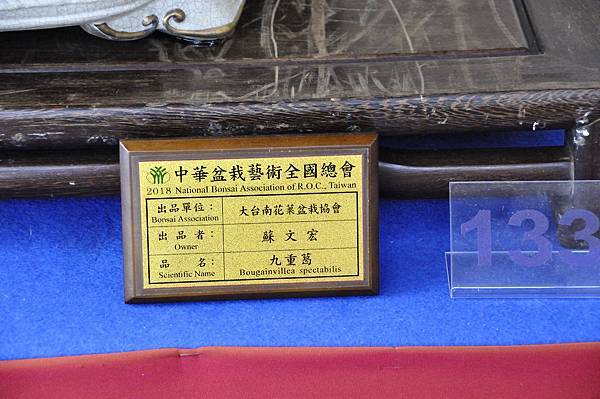 中華盆栽藝術全國總會
2018 National Bonsai Association of R.O.C., Taiwan
出品單位： 大台南花菓盆栽協會
Bonsai Association
出品者： 蘇文宏
Owner
品名： 九重葛
Scientific Name Bougainvillea spectabilis
133